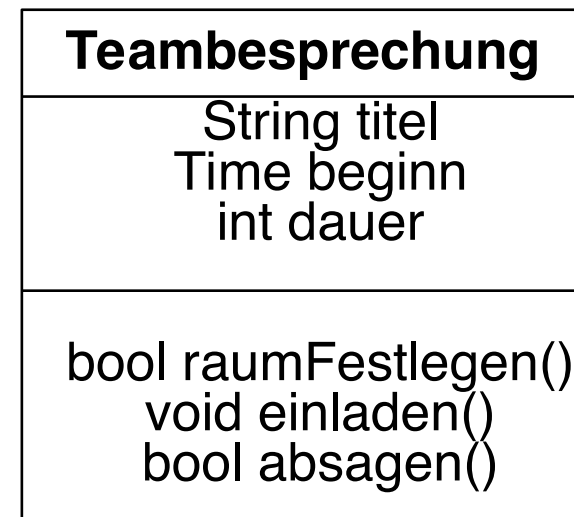 Teambesprechung
String titel
Time beginn
int dauer
bool raumFestlegen()
void einladen()
bool absagen()